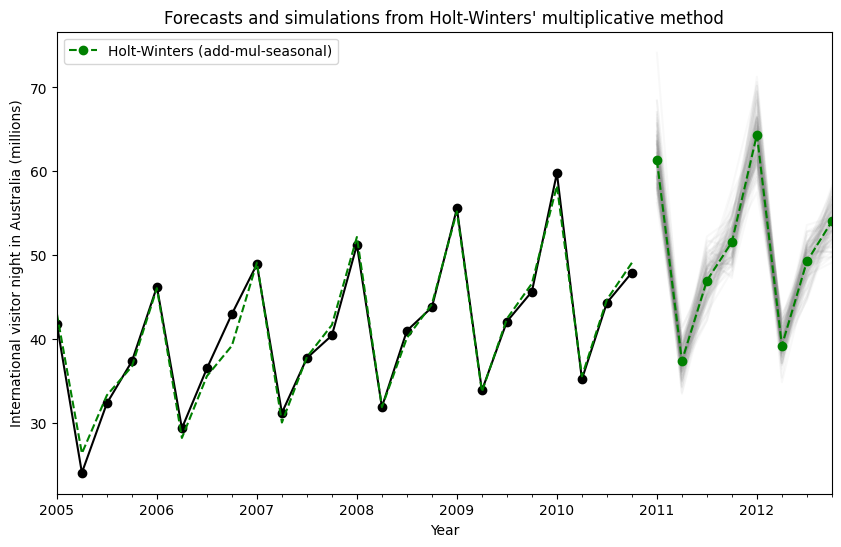 Forecasts and simulations from Holt-Winters' multiplicative method
Holt-Winters (add-mul-seasonal)
International visitor night in Australia (millions)
70
60
50
40
30
2005 2006 2007 2008 2009 2010 2011 2012
Year